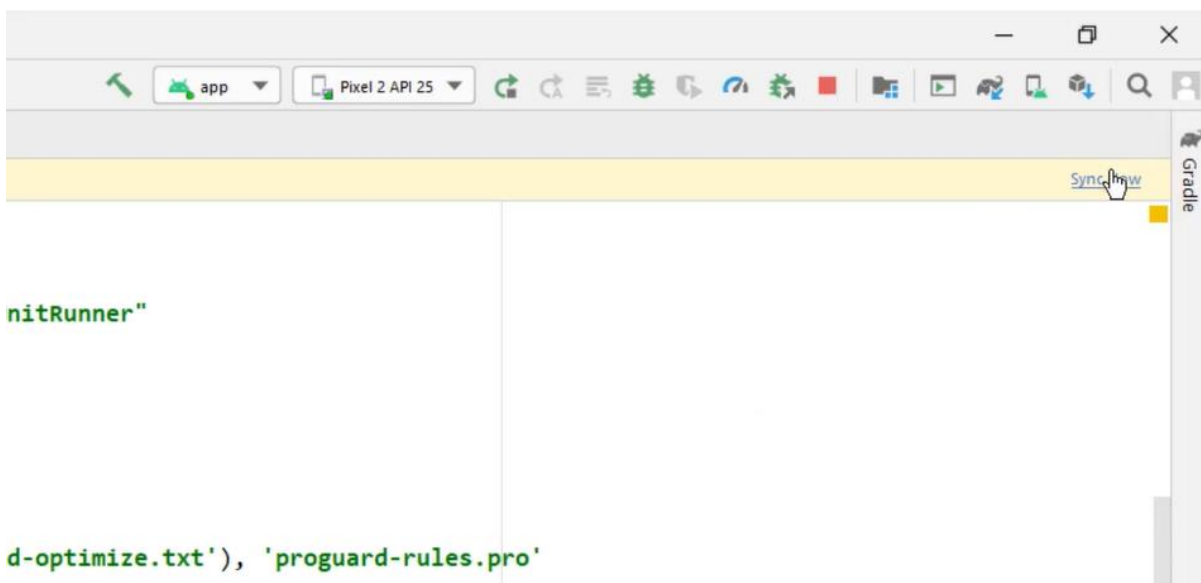 app
Pixel 2 API 25
Sync Now
Gradle
nitRunner"
d-optimize.txt'), 'proguard-rules.pro'